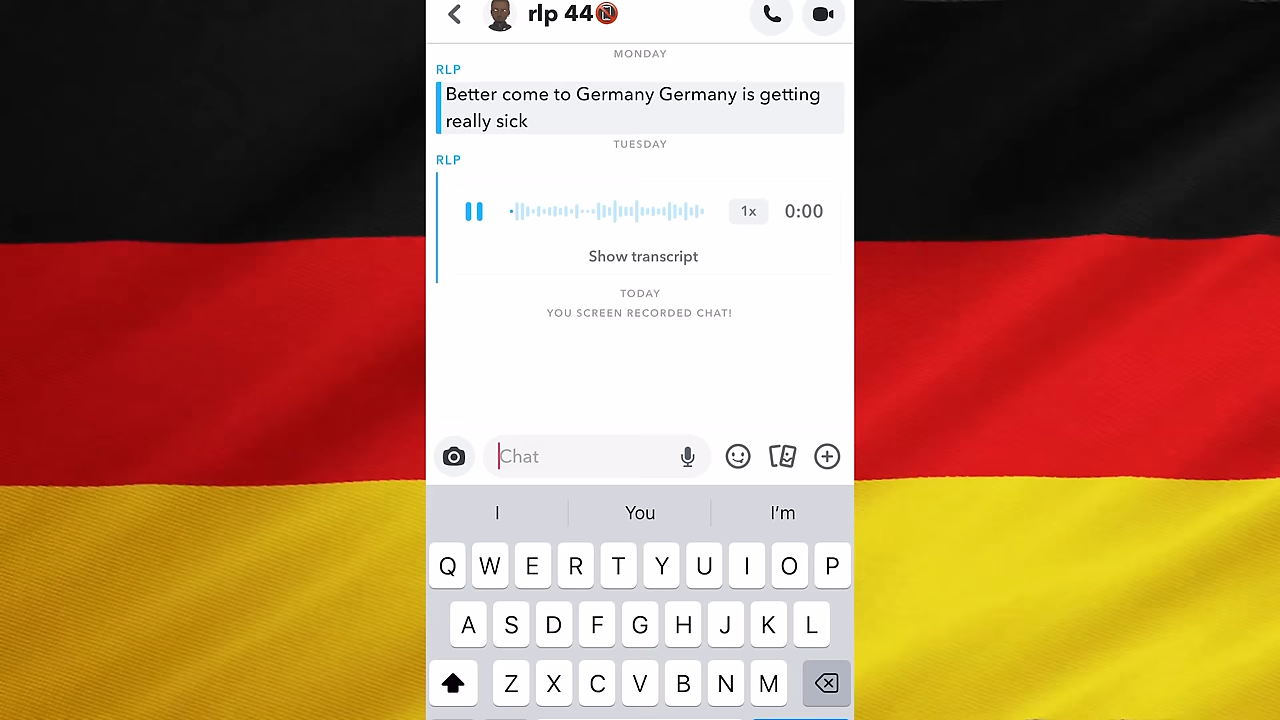 rlp 44📵
MONDAY
RLP
Better come to Germany Germany is getting
really sick
TUESDAY
RLP
1x 0:00
Show transcript
TODAY
YOU SCREEN RECORDED CHAT!
Chat
I You I'm
Q W E R T Y U I O P
A S D F G H J K L
Z X C V B N M